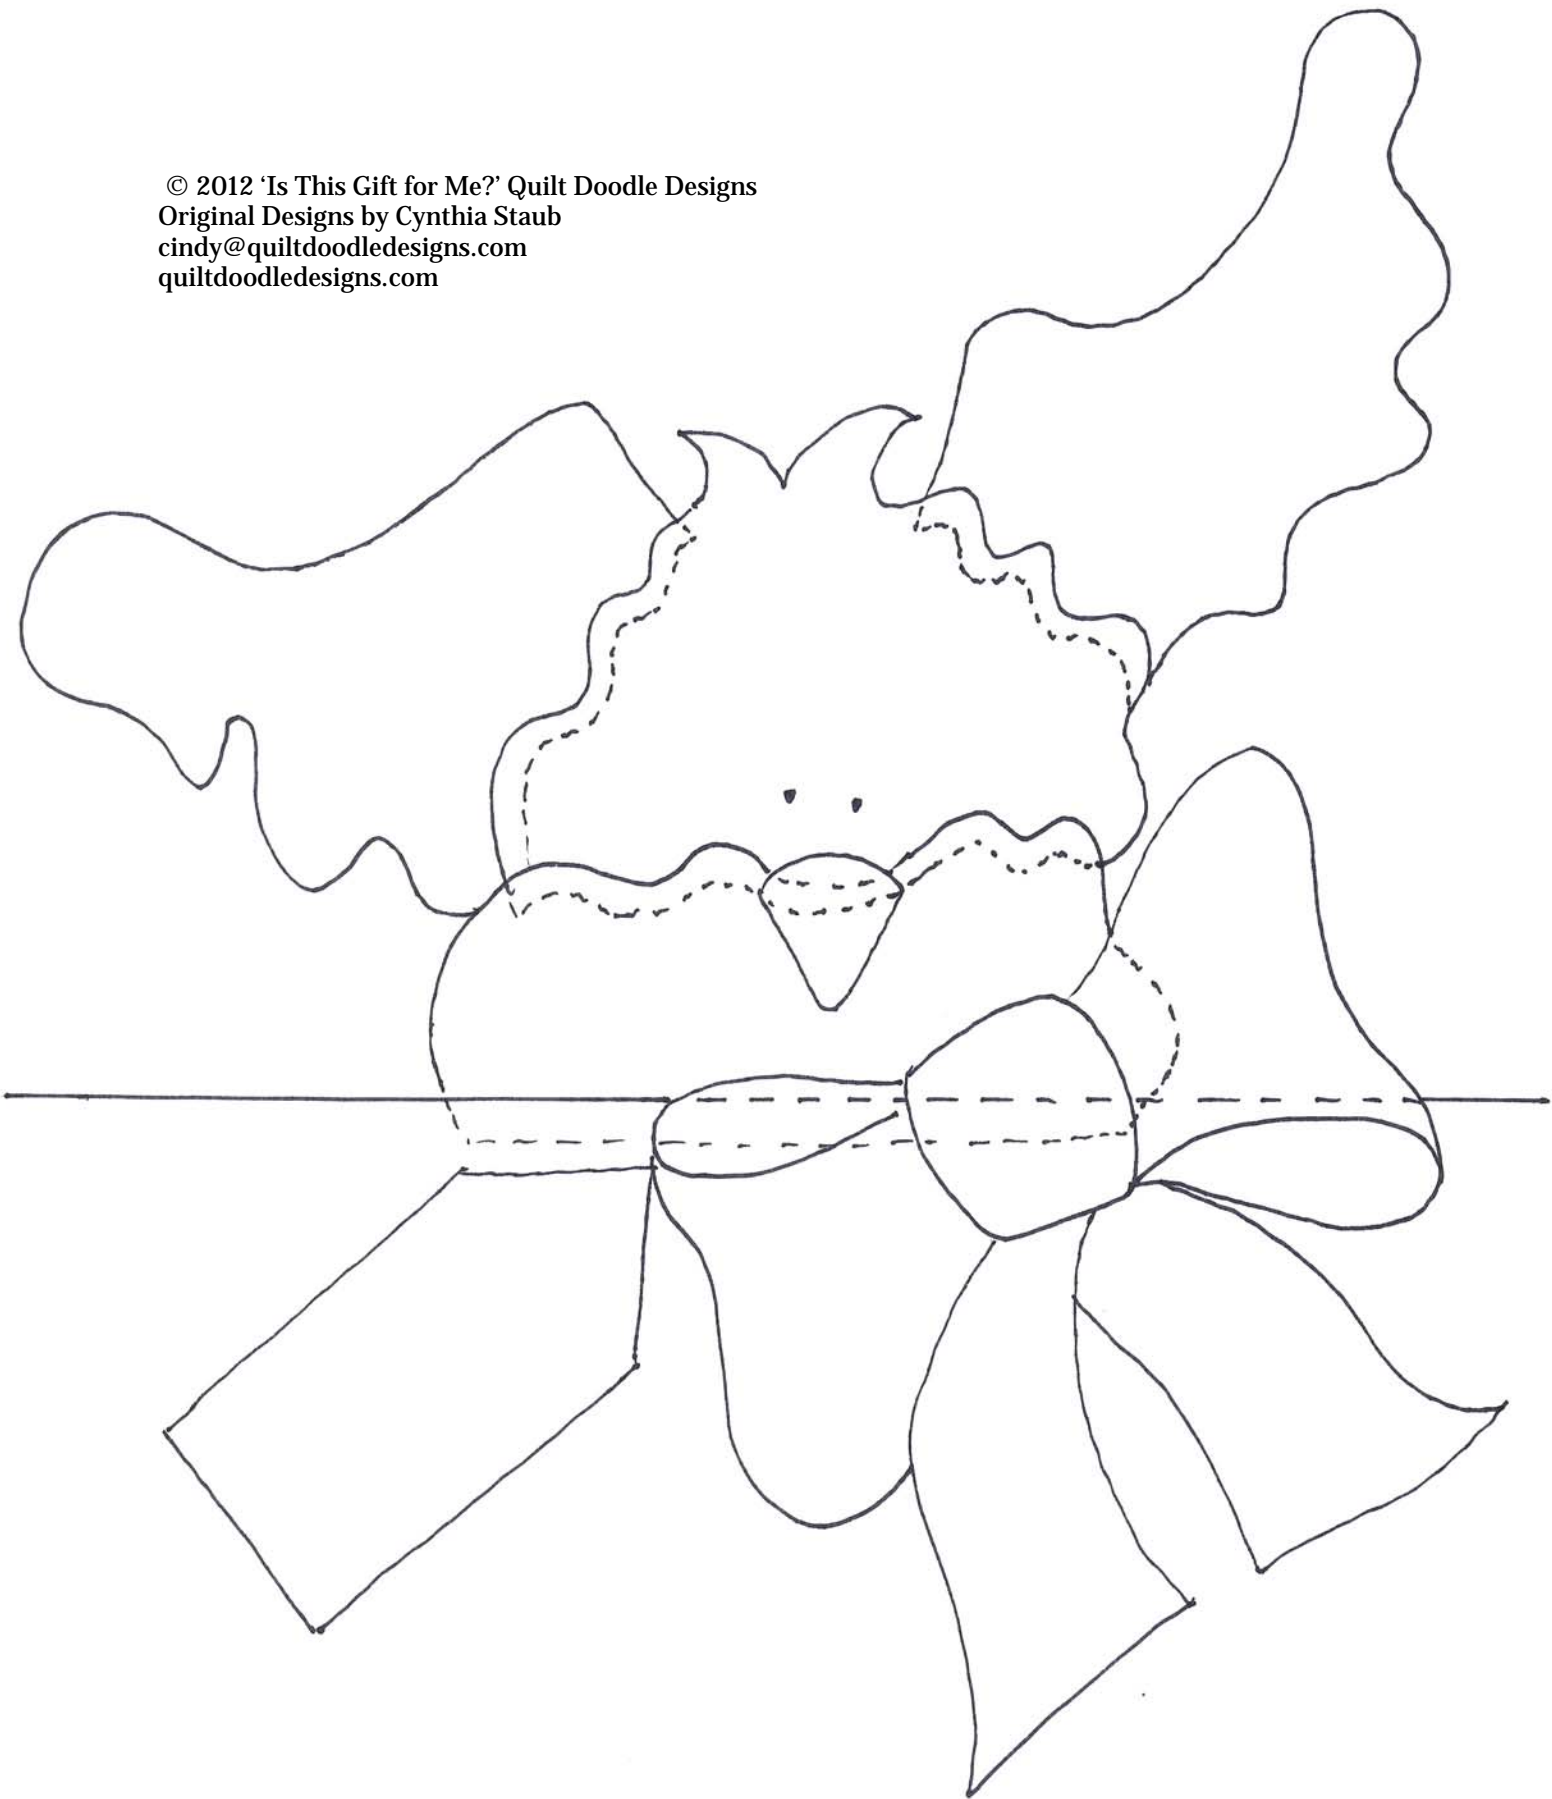 © 2012 ‘Is This Gift for Me?’ Quilt Doodle Designs
Original Designs by Cynthia Staub
cindy@quiltdoodledesigns.com
quiltdoodledesigns.com